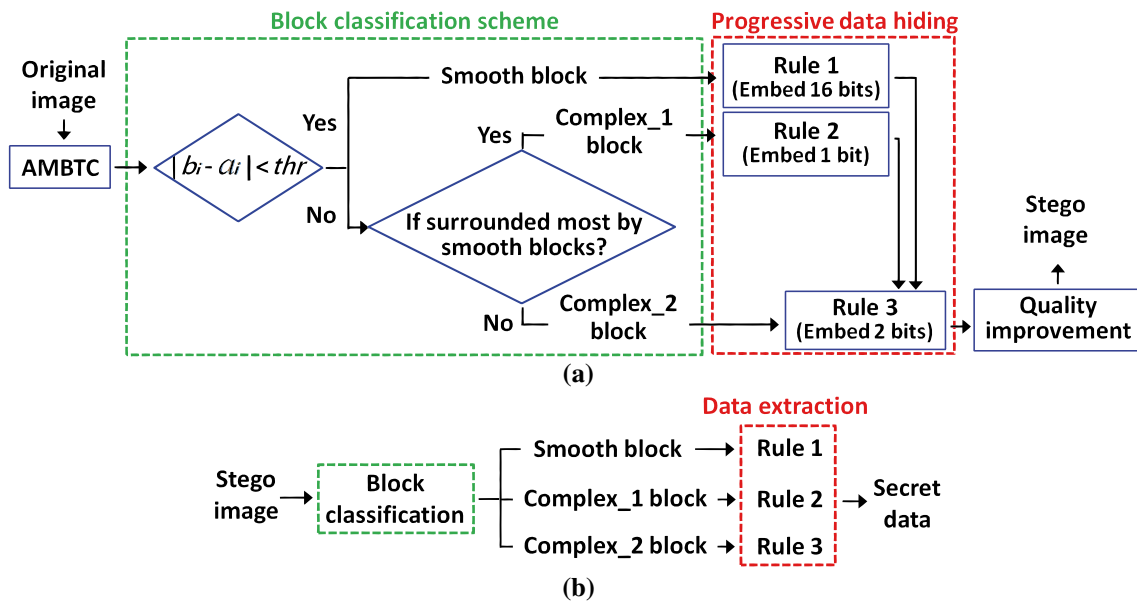 Block classification scheme
Progressive data hiding
Original
image
AMBTC
| bi - ai | < thr
Yes
No
Smooth block
Yes
Complex_1
block
If surrounded most by
smooth blocks?
No
Complex_2
block
Rule 1
(Embed 16 bits)
Rule 2
(Embed 1 bit)
Rule 3
(Embed 2 bits)
Stego
image
Quality
improvement
(a)
Data extraction
Stego
image
Block
classification
Smooth block
Complex_1 block
Complex_2 block
Rule 1
Rule 2
Rule 3
Secret
data
(b)